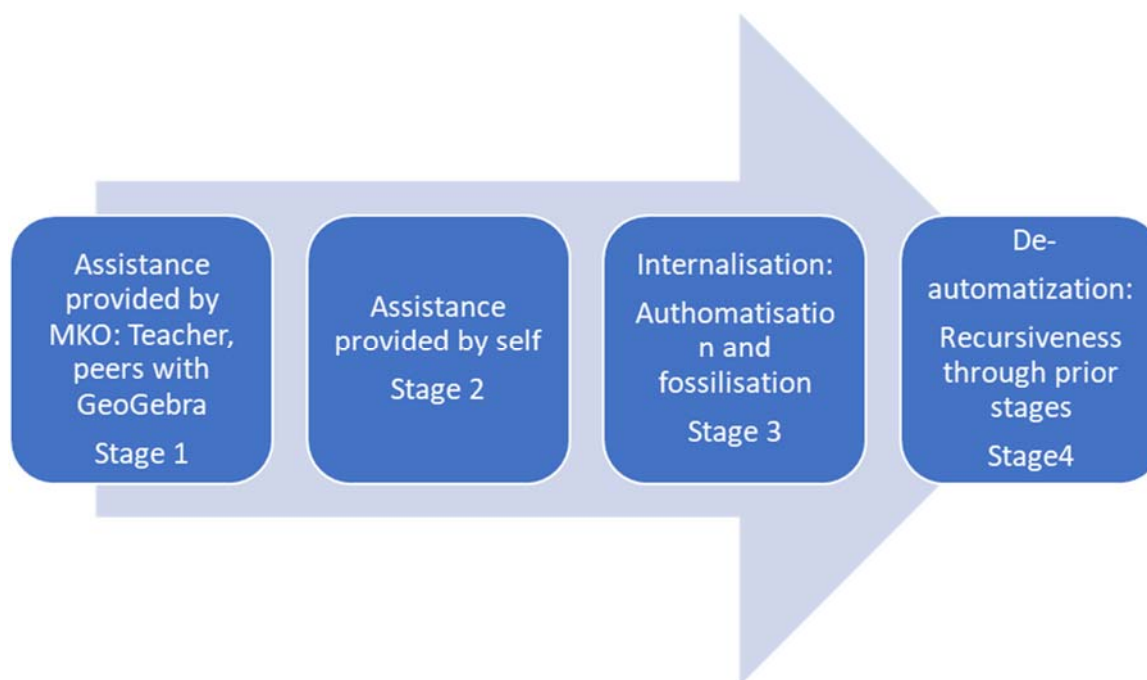 Assistance
provided by
MKO: Teacher,
peers with
GeoGebra
Stage 1
Assistance
provided by self
Stage 2
Internalisation:
Authomatisatio
n and
fossilisation
Stage 3
De-
automatization:
Recursiveness
through prior
stages
Stage4